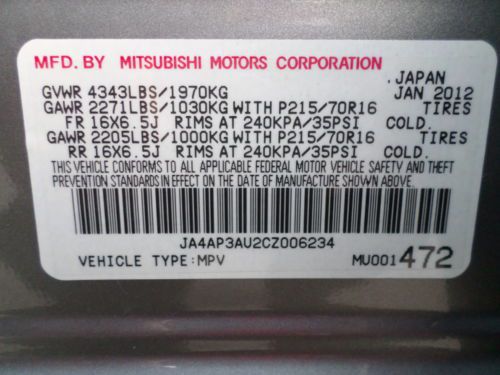 MFD. BY MITSUBISHI MOTORS CORPORATION
JAPAN
GVWR 4343LBS/1970KG JAN 2012
GAWR 2271LBS/1030KG WITH P215/70R16 TIRES
FR 16X6.5J RIMS AT 240KPA/35PSI COLD.
GAWR 2205LBS/1000KG WITH P215/70R16 TIRES
RR 16X6.5J RIMS AT 240KPA/35PSI COLD.
THIS VEHICLE CONFORMS TO ALL APPLICABLE FEDERAL MOTOR VEHICLE SAFETY AND THEFT
PREVENTION STANDARDS IN EFFECT ON THE DATE OF MANUFACTURE SHOWN ABOVE.
JA4AP3AU2CZ006234
VEHICLE TYPE:MPV MU001472